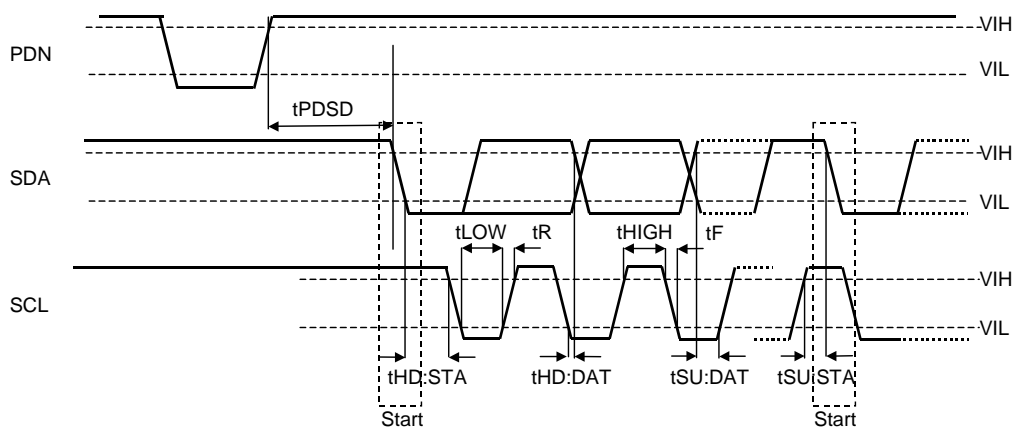 PDN
VIH
VIL
tPDSD
SDA
VIH
VIL
tLOW
tR
tHIGH
tF
SCL
VIH
VIL
tHD:STA
tHD:DAT
tSU:DAT
tSU:STA
Start
Start